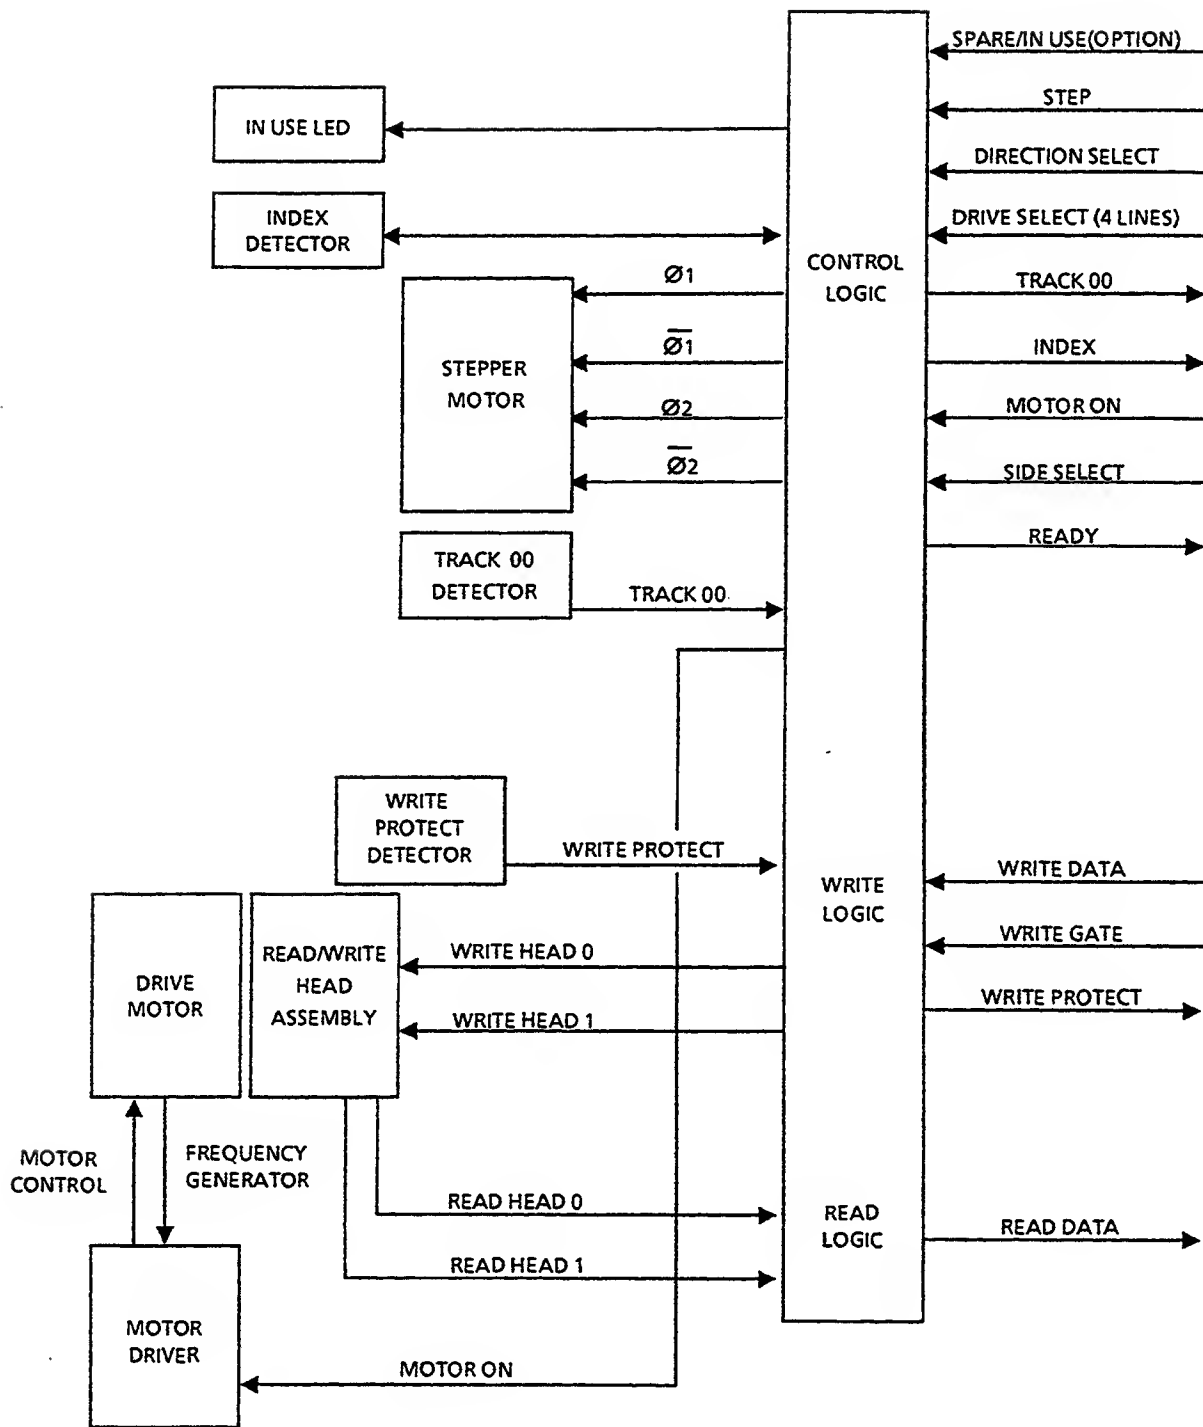 SPARE/IN USE(OPTION)
STEP
IN USE LED
DIRECTION SELECT
INDEX
DETECTOR
DRIVE SELECT (4 LINES)
CONTROL
LOGIC
Ø1
TRACK 00
STEPPER
MOTOR
Ø̅1̅
INDEX
Ø2
MOTOR ON
Ø̅2̅
SIDE SELECT
READY
TRACK 00
DETECTOR
TRACK 00
WRITE
PROTECT
DETECTOR
WRITE PROTECT
WRITE DATA
WRITE
LOGIC
WRITE GATE
DRIVE
MOTOR
READ/WRITE
HEAD
ASSEMBLY
WRITE HEAD 0
WRITE PROTECT
WRITE HEAD 1
MOTOR
CONTROL
FREQUENCY
GENERATOR
READ HEAD 0
READ
LOGIC
READ DATA
READ HEAD 1
MOTOR
DRIVER
MOTOR ON